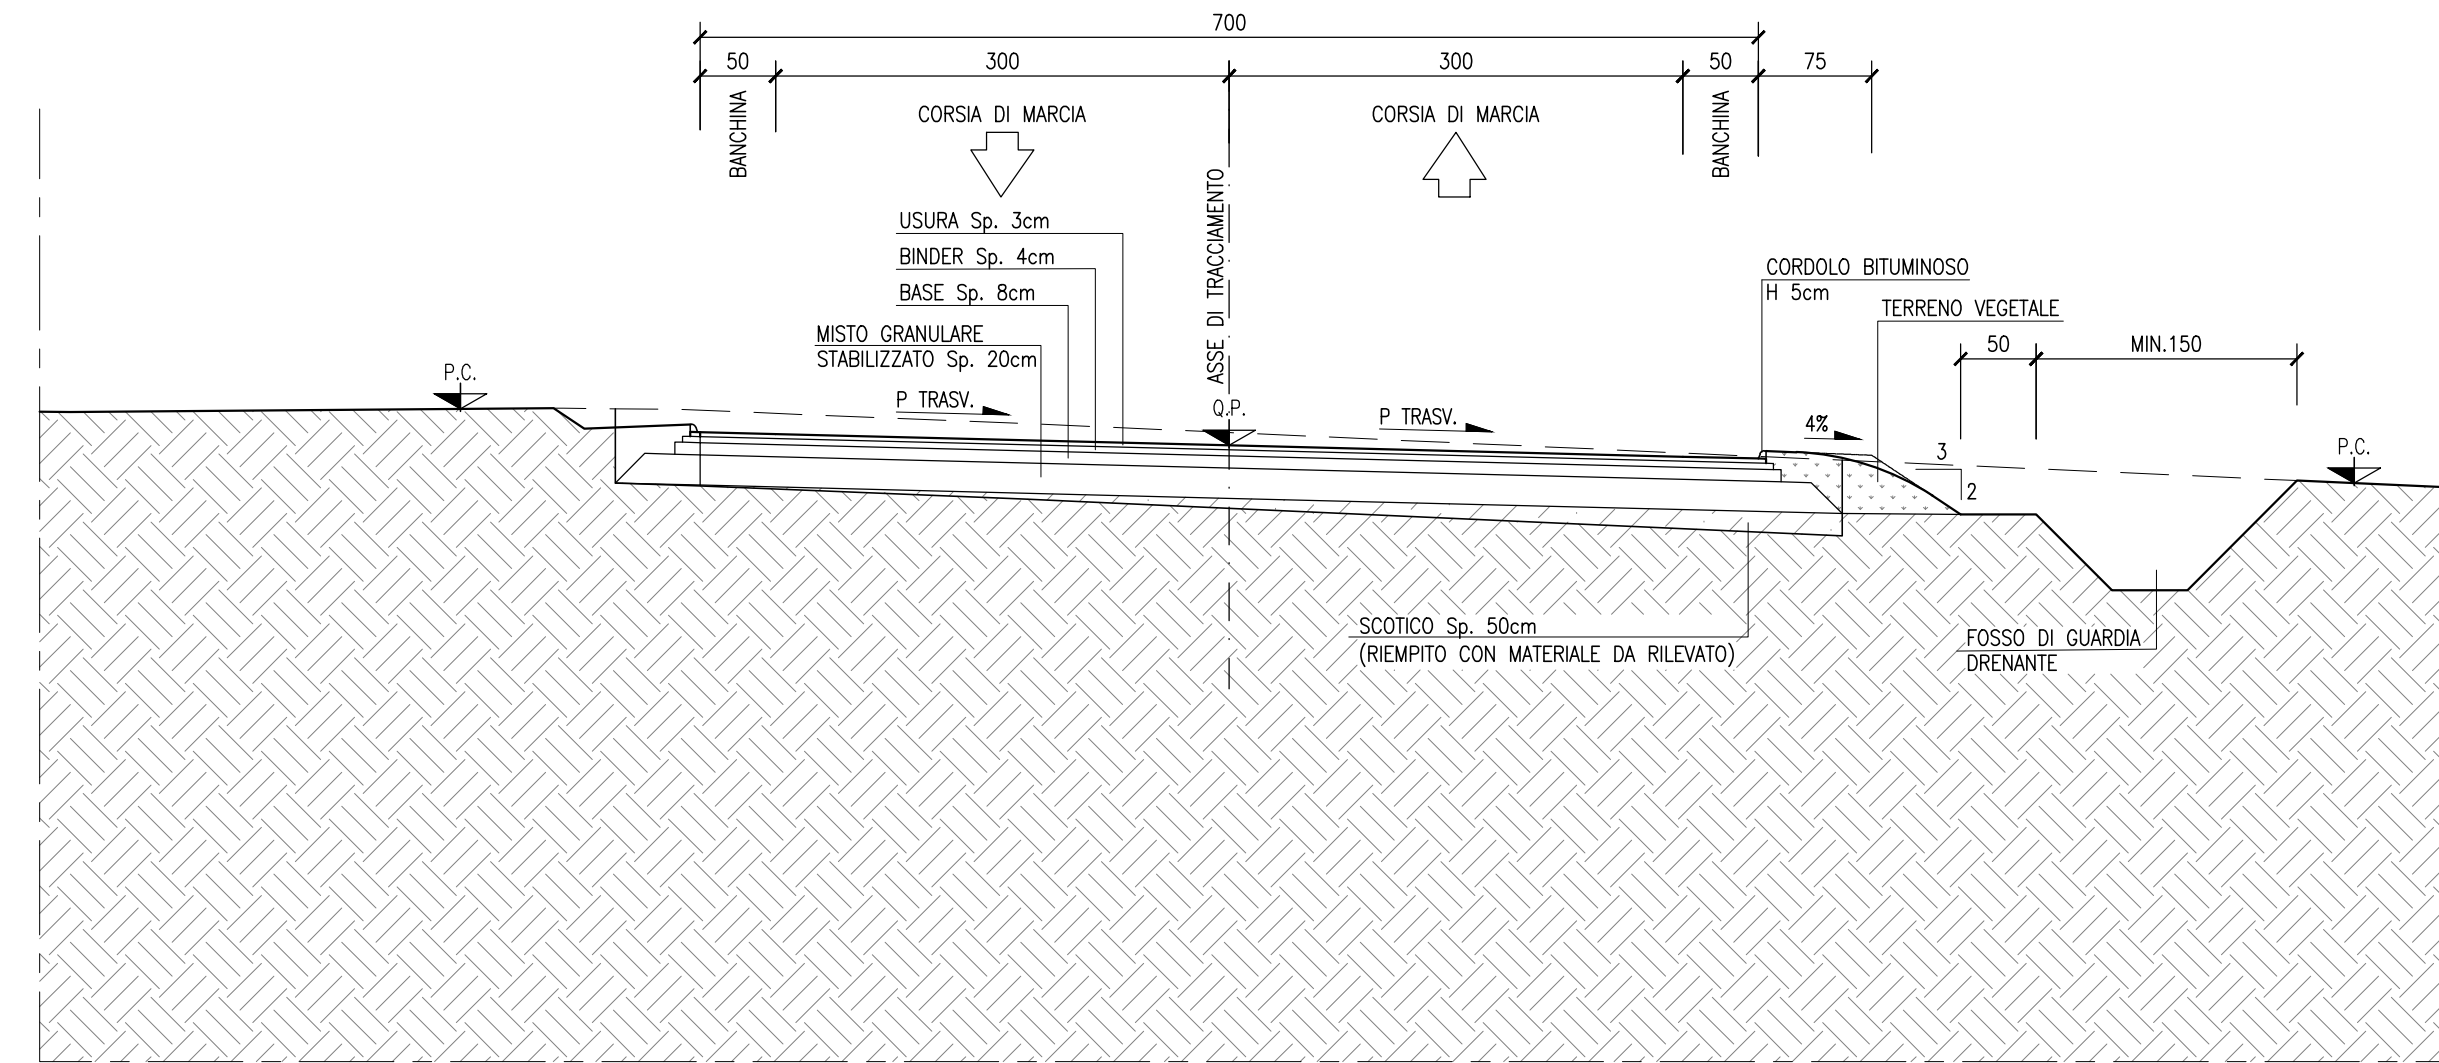 700
50
300
300
50
75
BANCHINA
CORSIA DI MARCIA
CORSIA DI MARCIA
BANCHINA
ASSE DI TRACCIAMENTO
USURA Sp. 3cm
BINDER Sp. 4cm
BASE Sp. 8cm
MISTO GRANULARE
STABILIZZATO Sp. 20cm
CORDOLO BITUMINOSO
H 5cm
TERRENO VEGETALE
50
MIN.150
P.C.
P TRASV.
Q.P.
P TRASV.
4%
3
2
P.C.
SCOTICO Sp. 50cm
(RIEMPITO CON MATERIALE DA RILEVATO)
FOSSO DI GUARDIA
DRENANTE